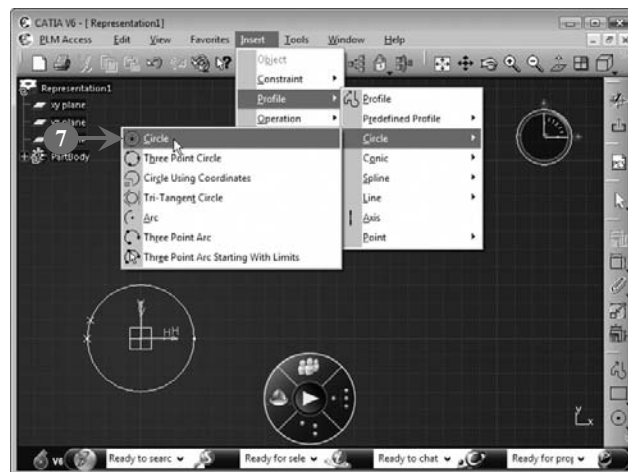 CATIA V6 - [ Representation1]
PLM Access Edit View Favorites Insert Tools Window Help
Object
Constraint
Profile
Operation
Profile
Predefined Profile
Circle
Conic
Spline
Line
Axis
Point
Circle
Three Point Circle
Circle Using Coordinates
Tri-Tangent Circle
Arc
Three Point Arc
Three Point Arc Starting With Limits
7
Representation1
xy plane
PartBody
V
H
Z
x
V6
Ready to searc
Ready for sele
Ready to chat
Ready for prop